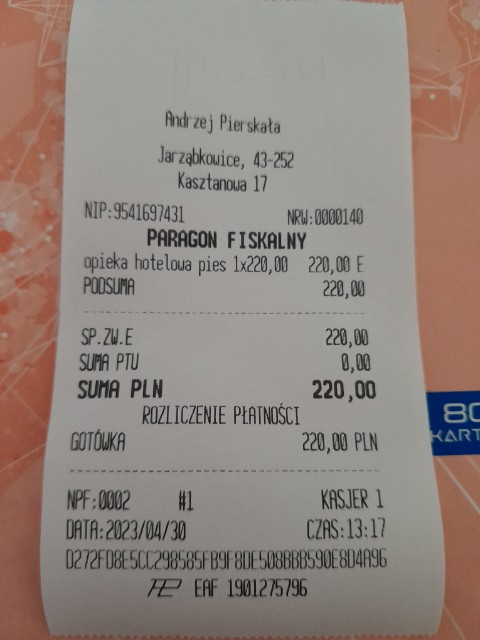 Andrzej Pierskała
Jarząbkowice, 43-252
Kasztanowa 17
NIP:9541697431 NRW:0000140
PARAGON FISKALNY
opieka hotelowa pies 1x220,00 220,00 E
PODSUMA 220,00
SP.ZW.E 220,00
SUMA PTU 0,00
SUMA PLN 220,00
ROZLICZENIE PŁATNOŚCI
GOTÓWKA 220,00 PLN
NPF:0002 #1 KASJER 1
DATA:2023/04/30 CZAS:13:17
D272FD8E5CC298585FB9F8DE508BBB590E8D4A96
EAF 1901275796
80
KART